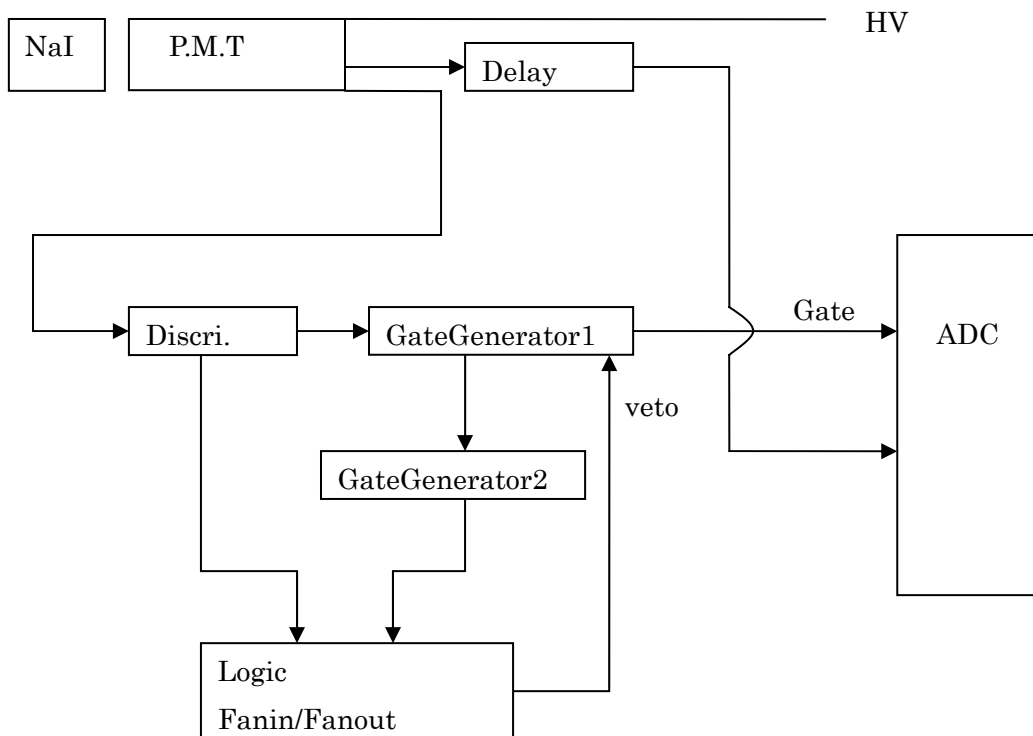 NaI
P.M.T
HV
Delay
Gate
Discri.
GateGenerator1
ADC
veto
GateGenerator2
Logic
Fanin/Fanout